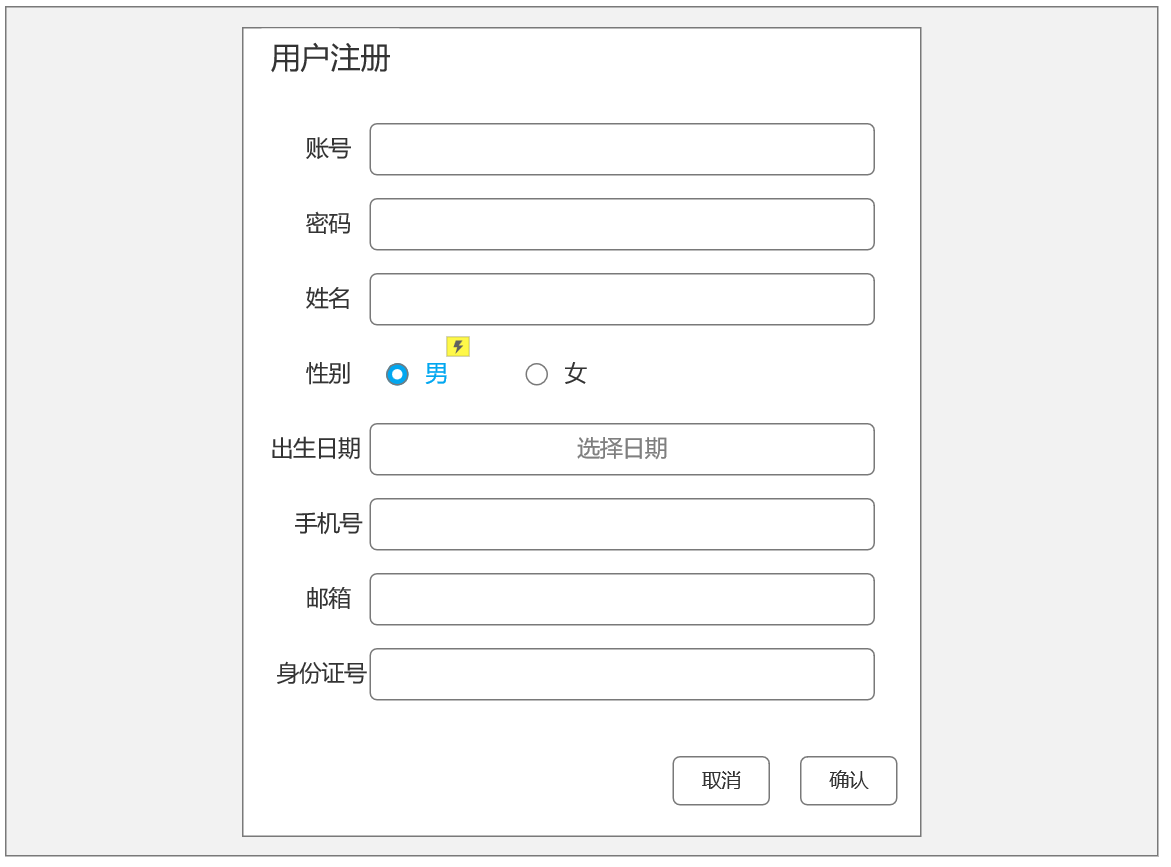 用户注册
账号
密码
姓名
性别 男 女
出生日期 选择日期
手机号
邮箱
身份证号
取消 确认